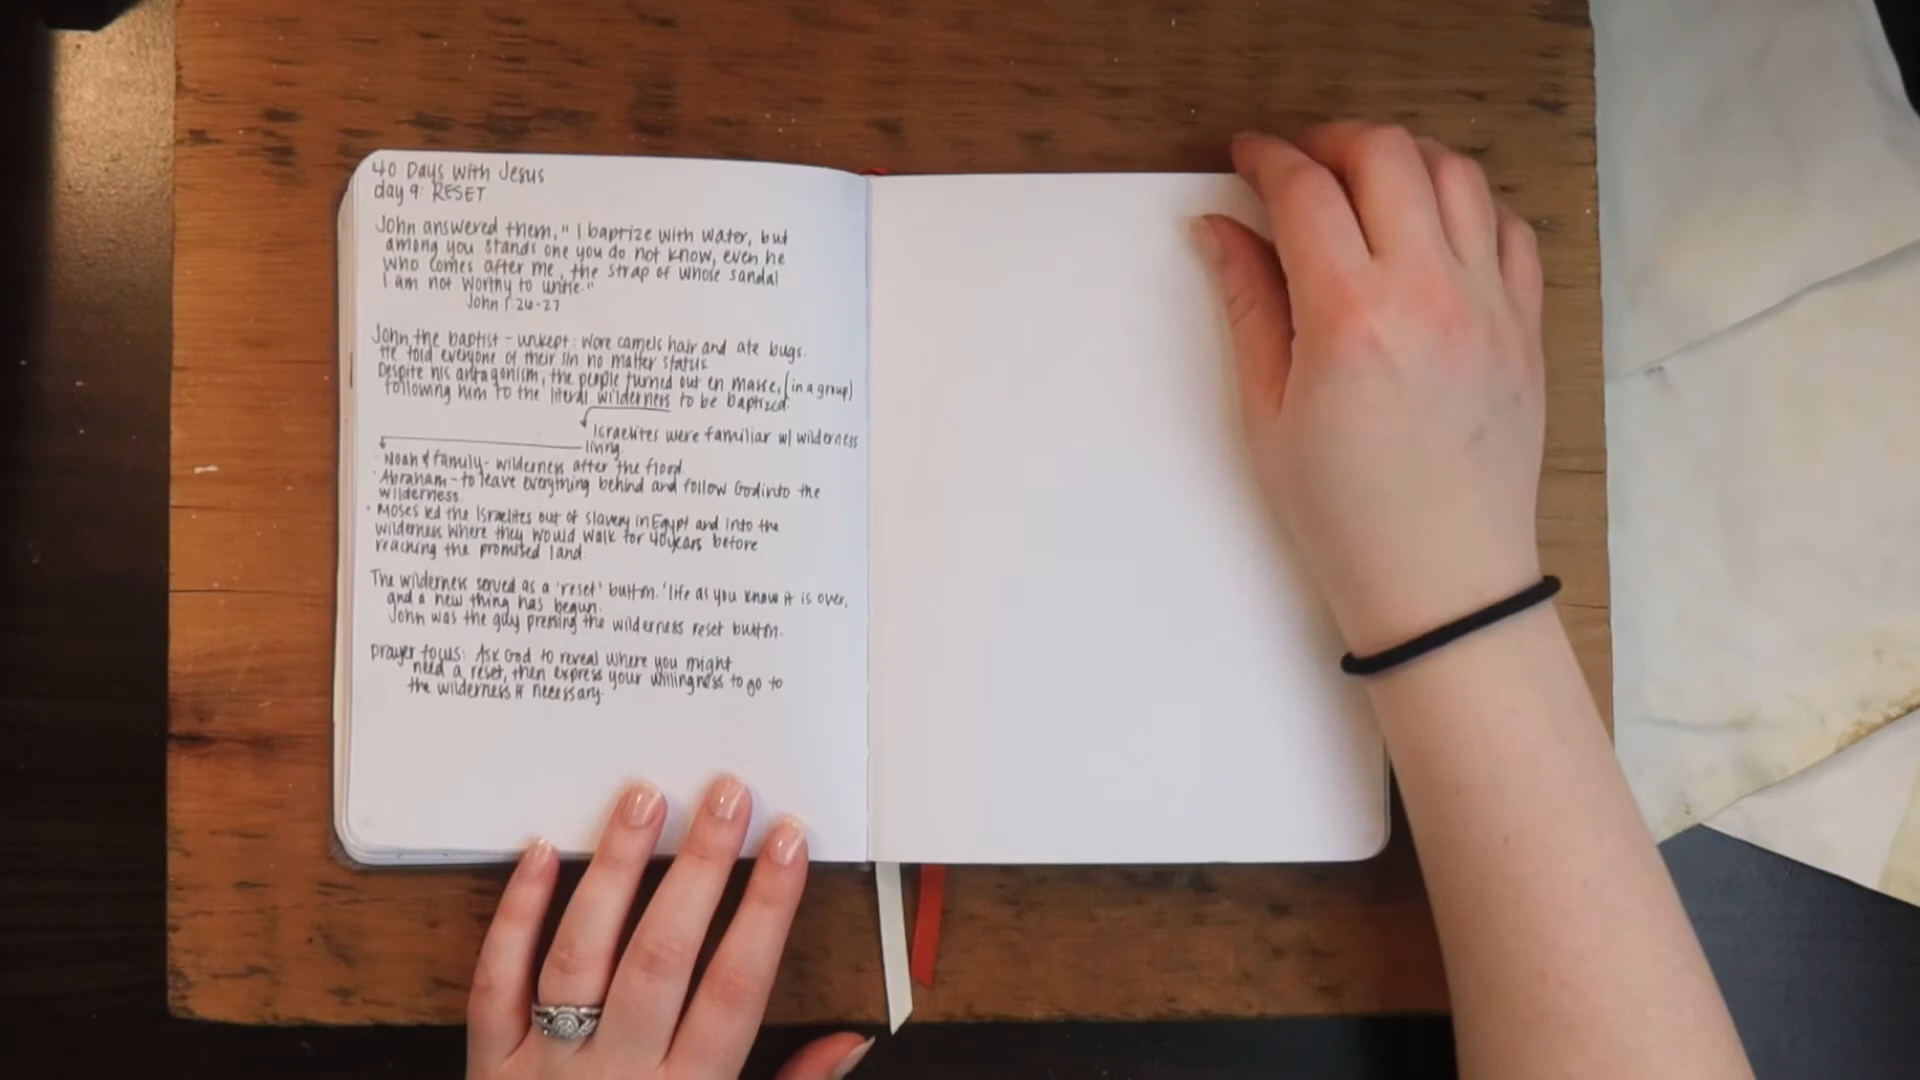 40 Days with Jesus
day 9: RESET
John answered them, "I baptize with water, but
among you stands one you do not know, even he
who comes after me, the strap of whose sandal
I am not worthy to untie."
John 1:26-27
John the baptist - unkept: wore camels hair and ate bugs.
He told everyone of their sin no matter status.
Despite his antagonism, the people turned out en masse, (in a group)
following him to the literal wilderness to be baptized.
Israelites were familiar w/ wilderness
living.
· Noah & family - wilderness after the flood.
· Abraham - to leave everything behind and follow God into the
wilderness.
· Moses led the Israelites out of slavery in Egypt and into the
wilderness where they would walk for 40 years before
reaching the promised land.
The wilderness served as a 'reset' button. 'life as you know it is over,
and a new thing has begun.
John was the guy pressing the wilderness reset button.
prayer focus: Ask God to reveal where you might
need a reset, then express your willingness to go to
the wilderness if necessary.